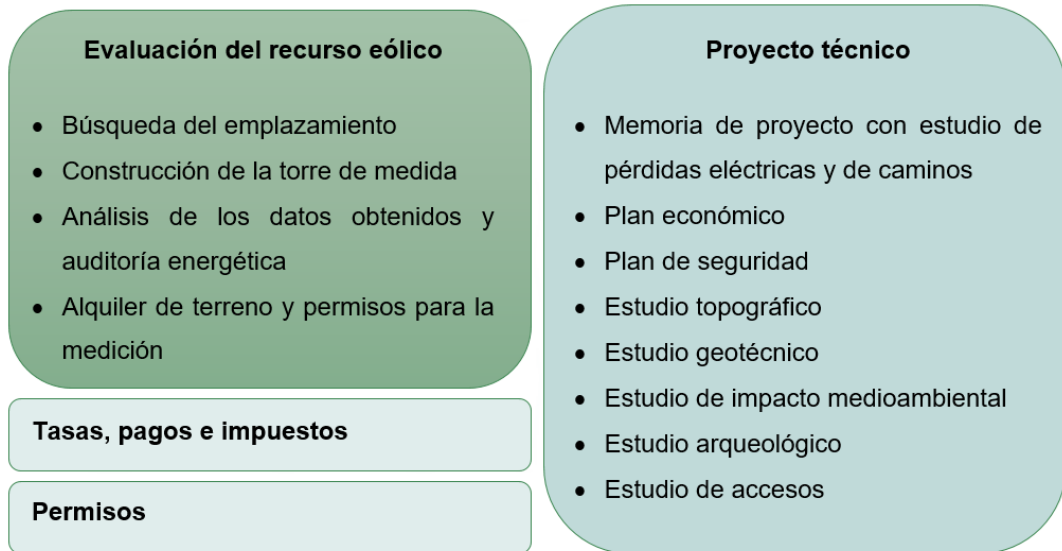 Evaluación del recurso eólico
• Búsqueda del emplazamiento
• Construcción de la torre de medida
• Análisis de los datos obtenidos y
auditoría energética
• Alquiler de terreno y permisos para la
medición
Tasas, pagos e impuestos
Permisos
Proyecto técnico
• Memoria de proyecto con estudio de
pérdidas eléctricas y de caminos
• Plan económico
• Plan de seguridad
• Estudio topográfico
• Estudio geotécnico
• Estudio de impacto medioambiental
• Estudio arqueológico
• Estudio de accesos